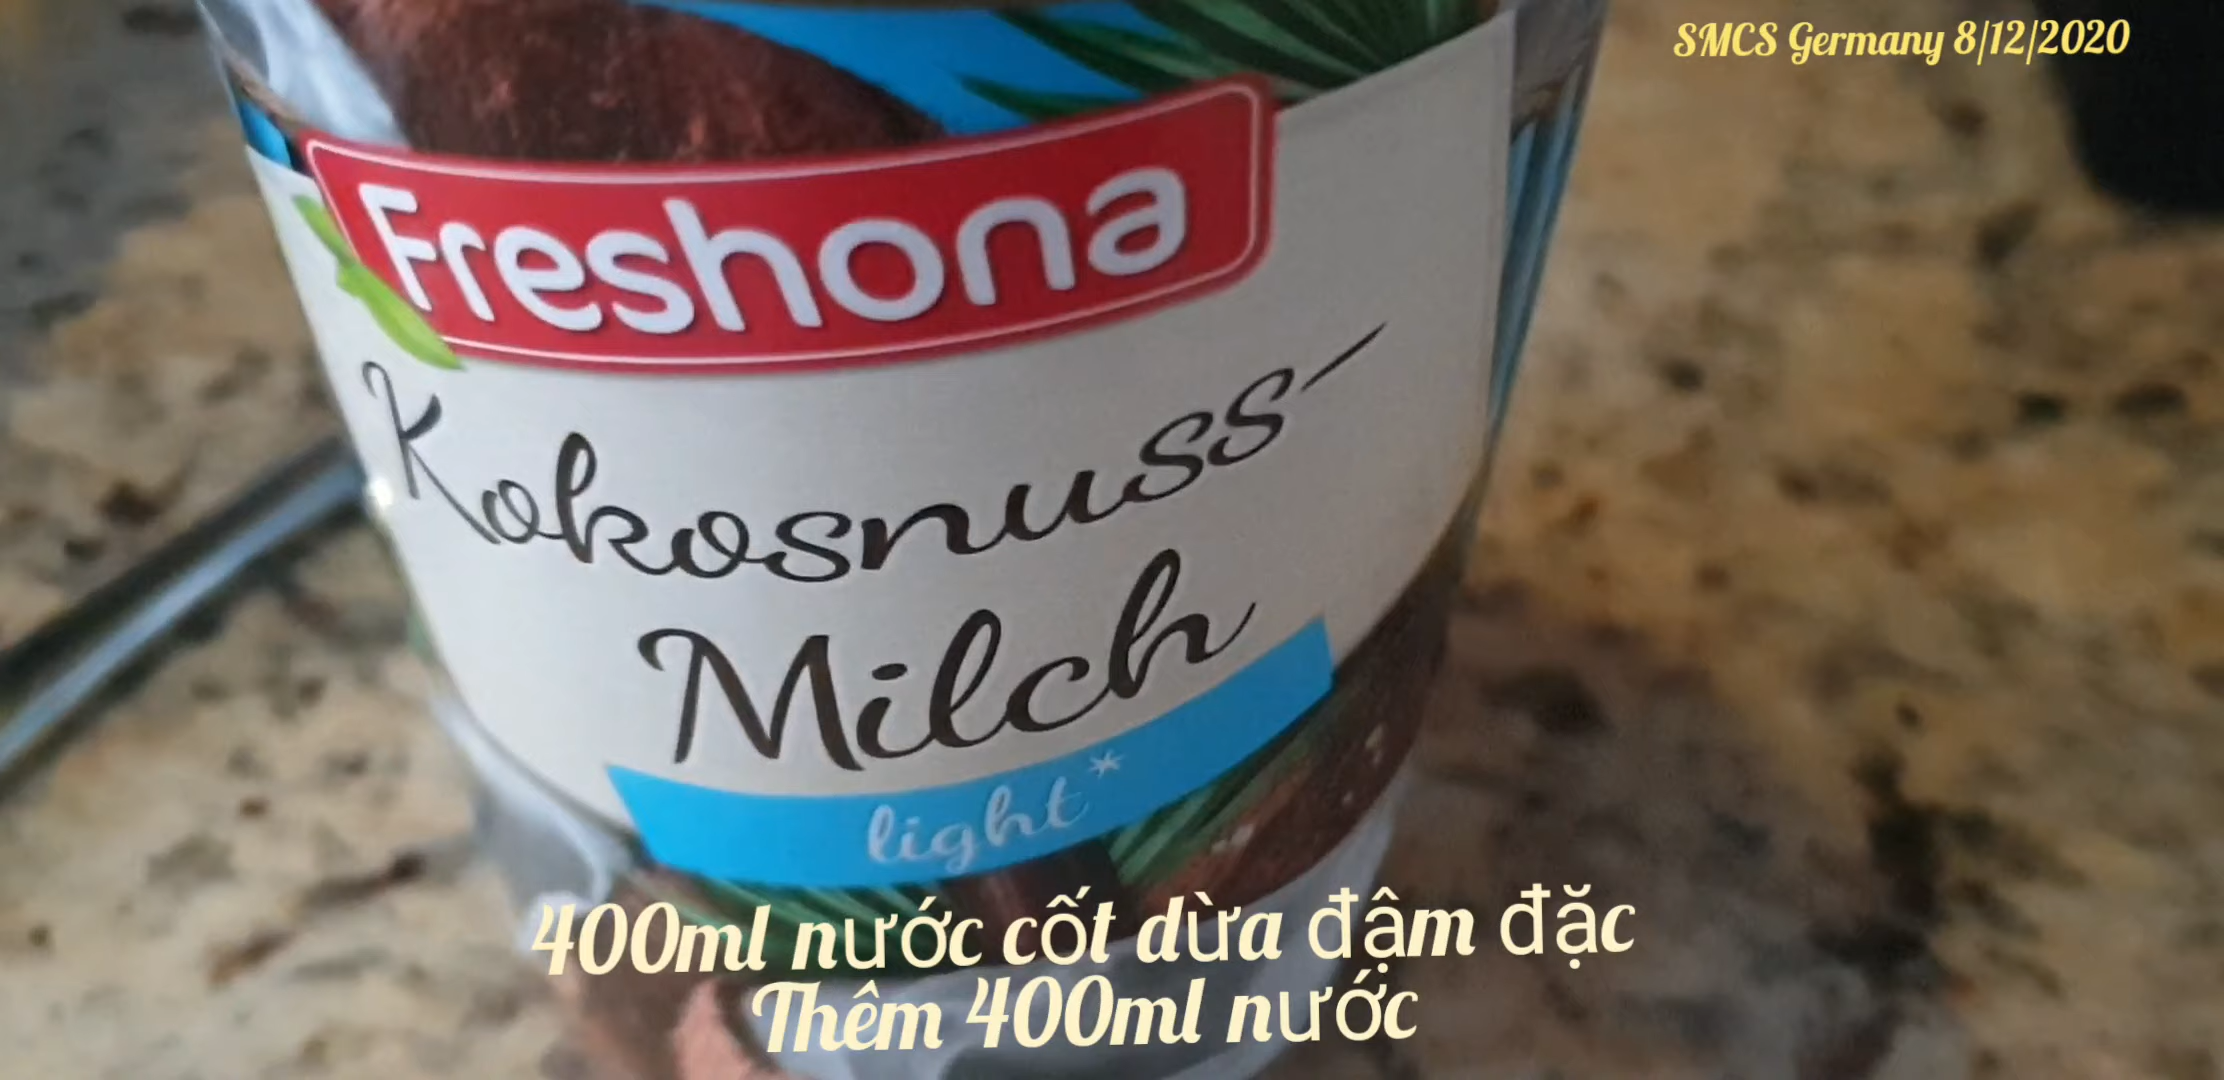 SMCS Germany 8/12/2020
Freshona
Kokosnuss-
Milch
light*
400ml nước cốt dừa đậm đặc
Thêm 400ml nước